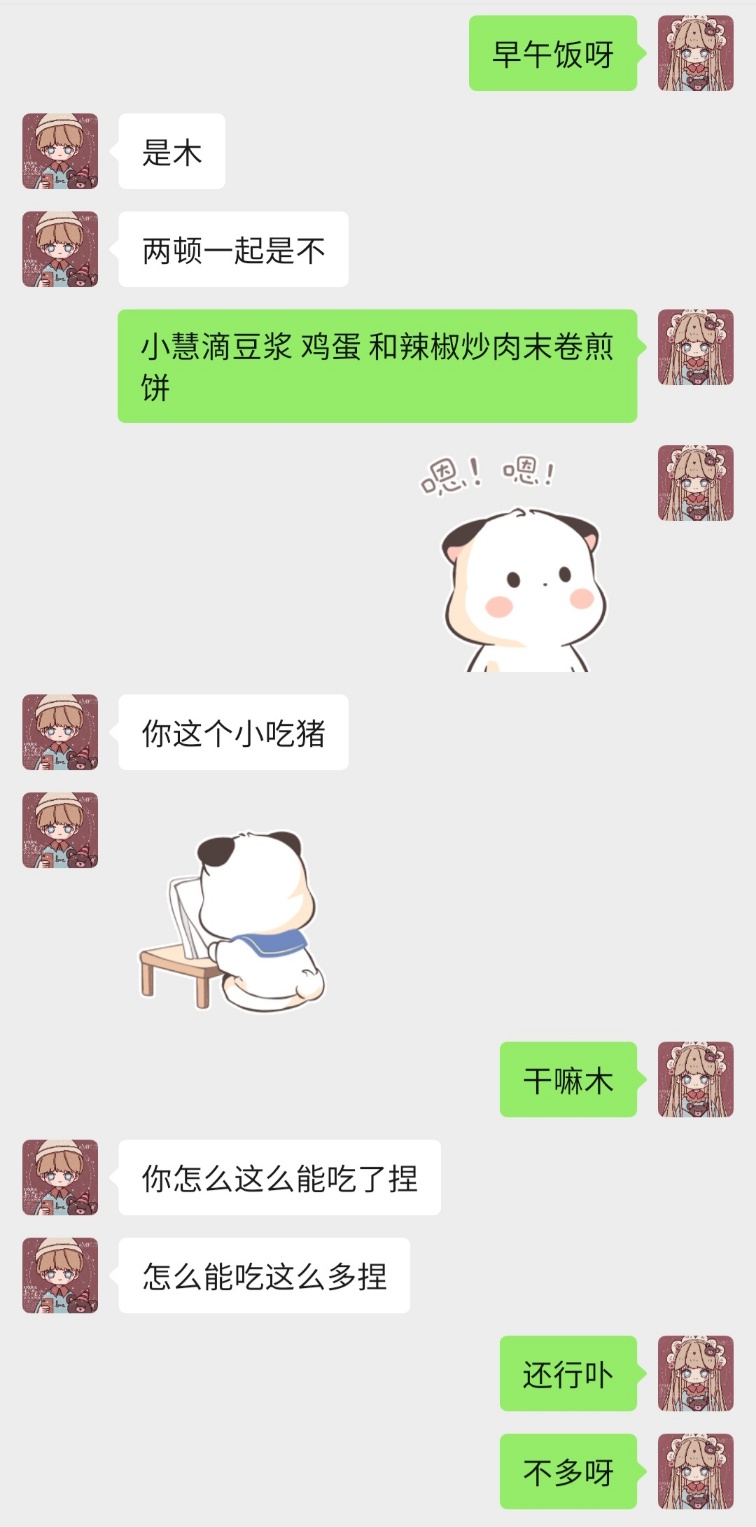 早午饭呀
是木
两顿一起是不
小慧滴豆浆 鸡蛋 和辣椒炒肉末卷煎
饼
嗯！ 嗯！
你这个小吃猪
干嘛木
你怎么这么能吃了捏
怎么能吃这么多捏
还行卟
不多呀